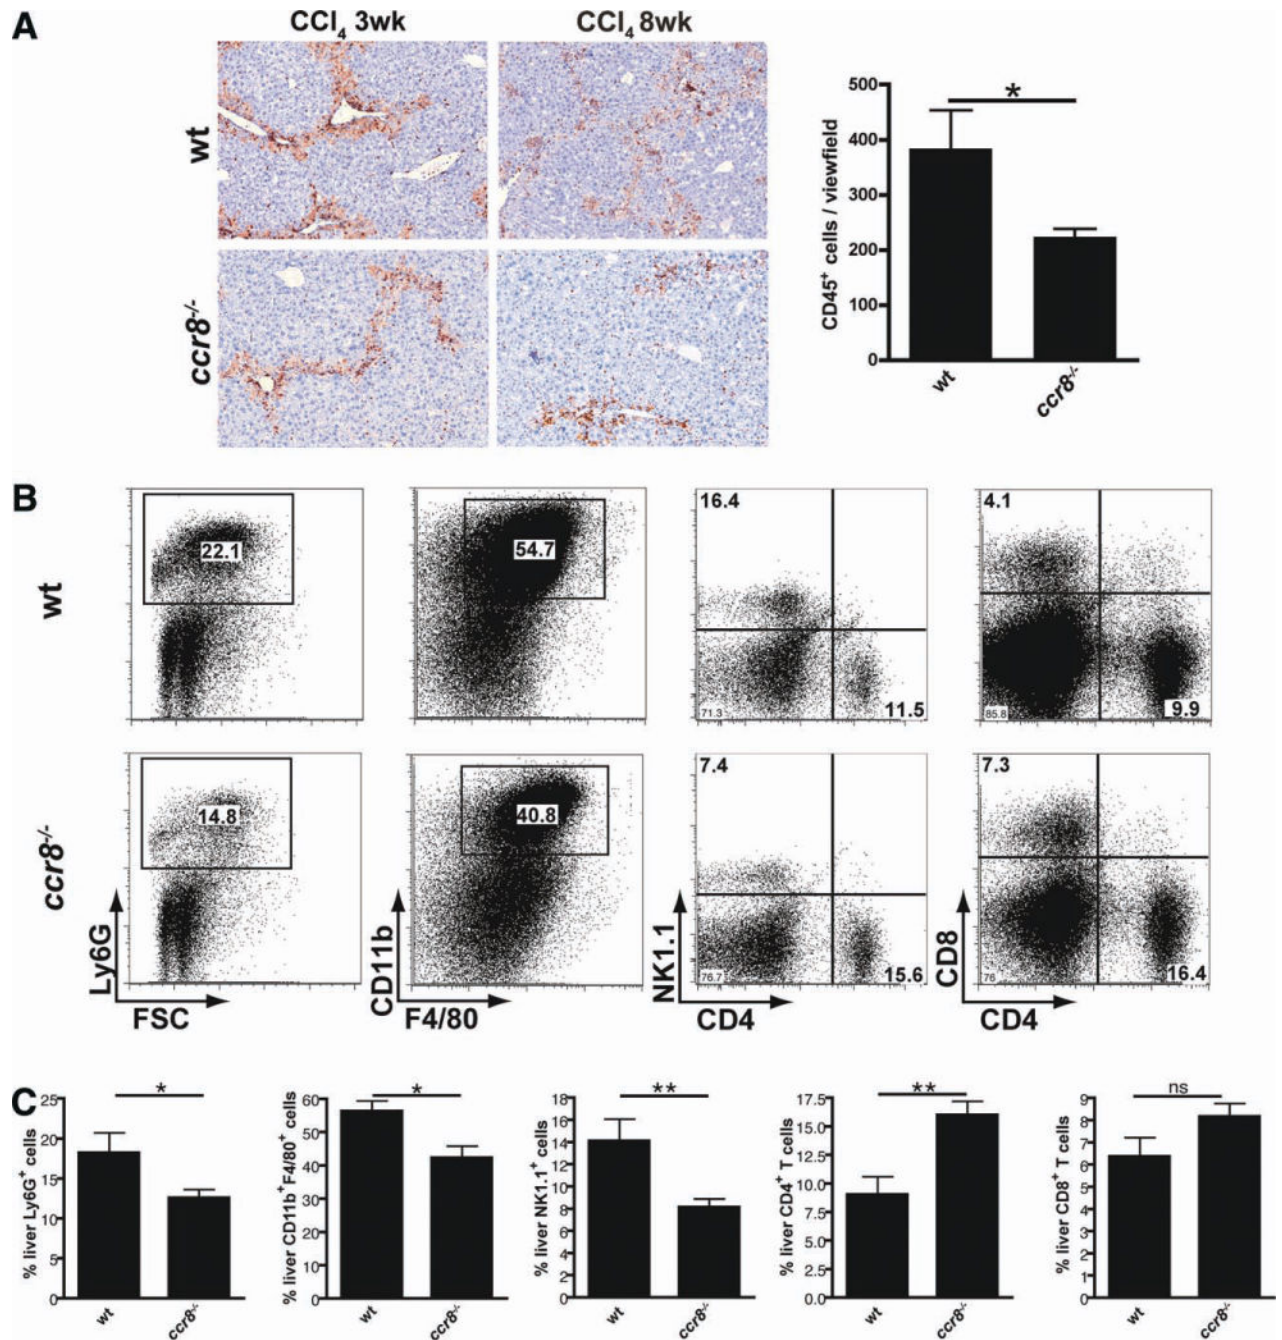 A
CCl4 3wk
CCl4 8wk
wt
ccr8-/-
CD45+ cells / viewfield
500
400
300
200
100
0
*
wt
ccr8-/-
B
wt
22.1
54.7
16.4
71.3
11.5
4.1
85.8
9.9
ccr8-/-
14.8
40.8
7.4
76.7
15.6
7.3
76
16.4
Ly6G
FSC
CD11b
F4/80
NK1.1
CD4
CD8
CD4
C
% liver Ly6G+ cells
25
20
15
10
5
0
*
wt
ccr8-/-
% liver CD11b+F4/80+ cells
60
50
40
30
20
10
0
*
wt
ccr8-/-
% liver NK1.1+ cells
18
16
14
12
10
8
6
4
2
0
**
wt
ccr8-/-
% liver CD4+ T cells
17.5
15.0
12.5
10.0
7.5
5.0
2.5
0.0
**
wt
ccr8-/-
% liver CD8+ T cells
9
8
7
6
5
4
3
2
1
0
ns
wt
ccr8-/-